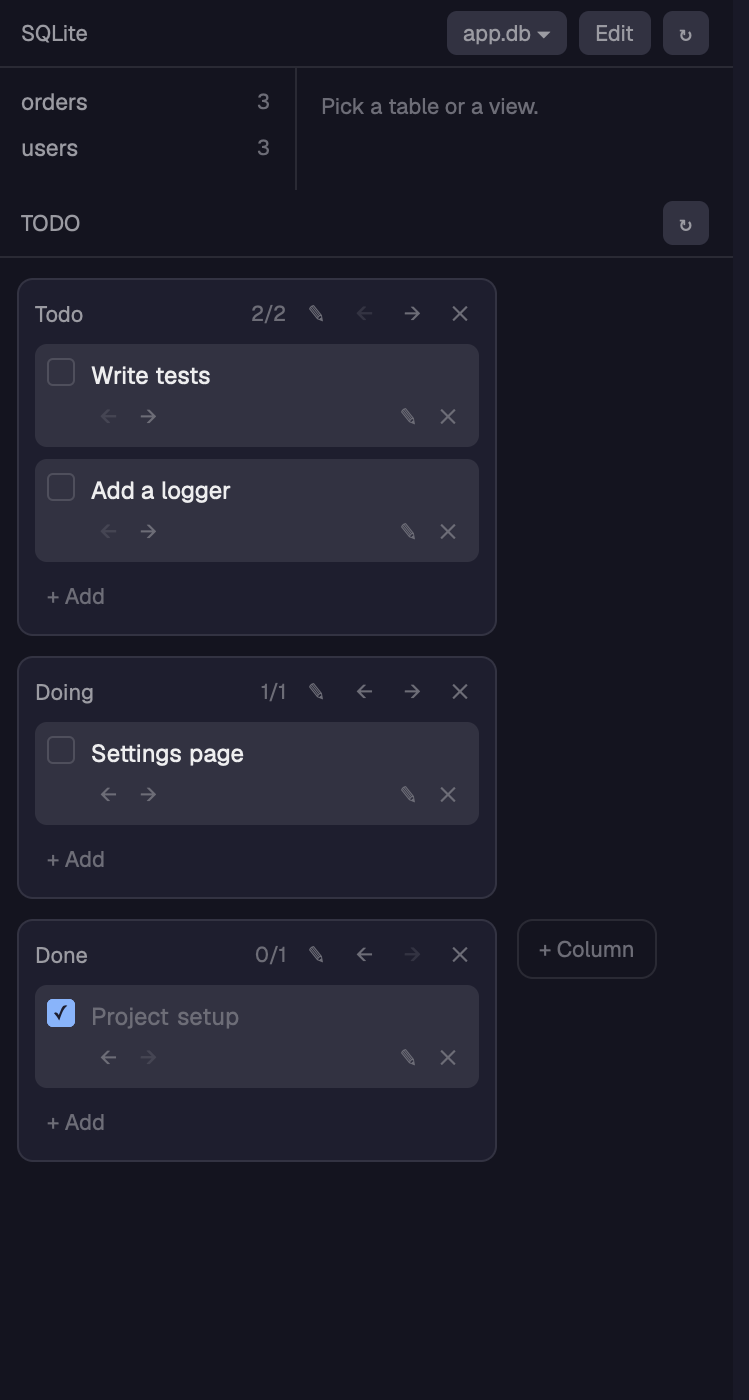 SQLite app.db Edit ↻
orders 3 Pick a table or a view.
users 3
TODO ↻
Todo 2/2 ✎ ← → ×
Write tests
← → ✎ ×
Add a logger
← → ✎ ×
+ Add
Doing 1/1 ✎ ← → ×
Settings page
← → ✎ ×
+ Add
Done 0/1 ✎ ← → × + Column
✓ Project setup
← → ✎ ×
+ Add